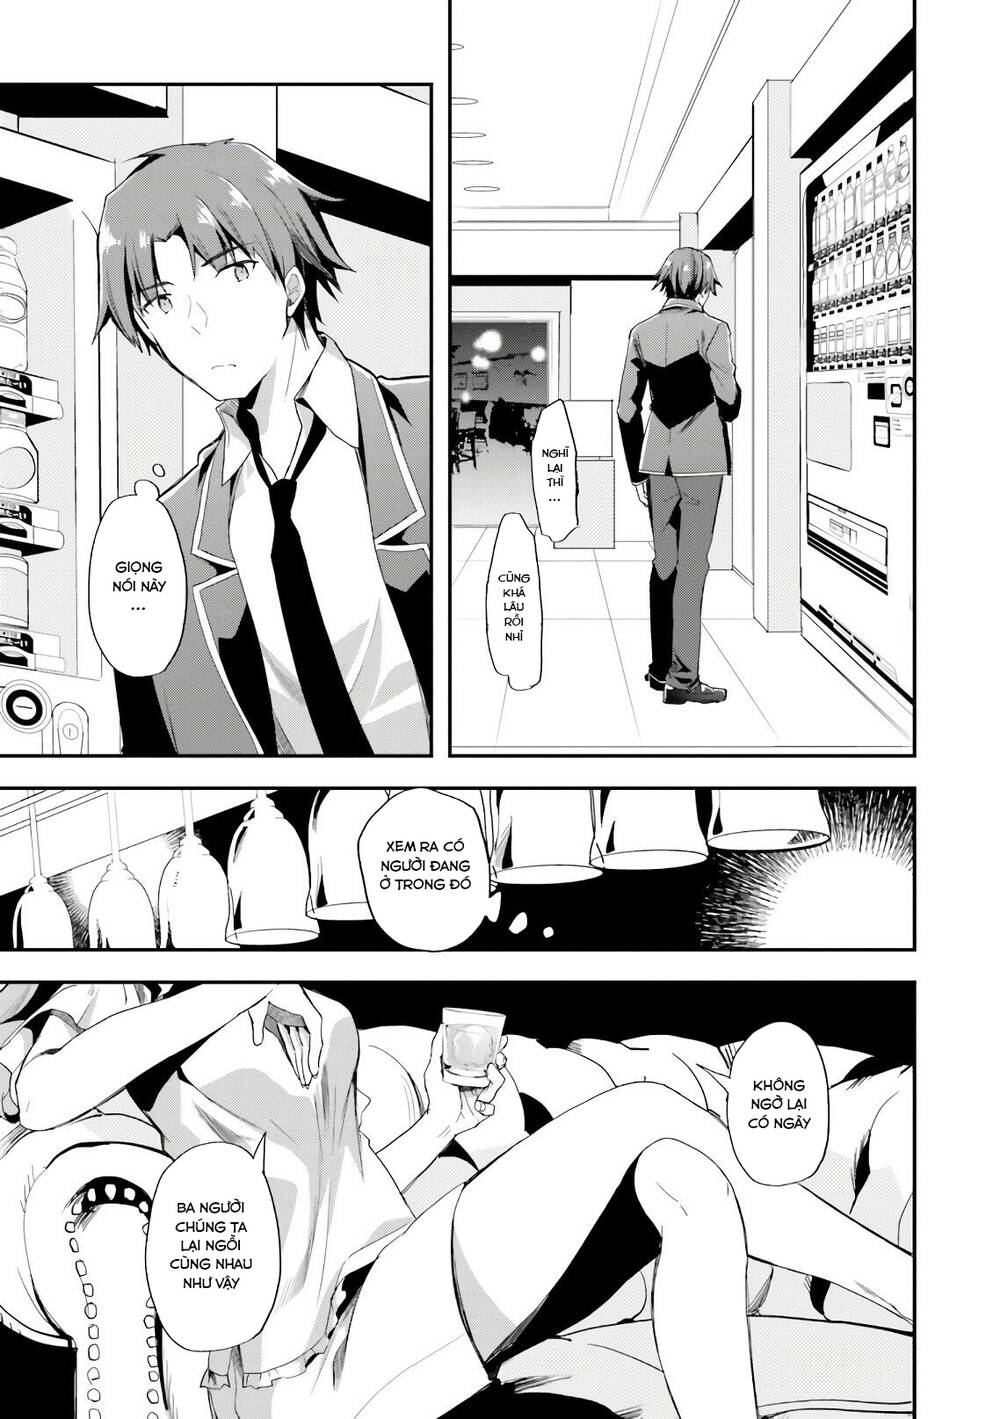 NGHĨ
LẠI
THÌ
...
CŨNG
KHÁ
LÂU
RỒI
NHỈ
GIỌNG
NÓI NÀY
...
XEM RA CÓ
NGƯỜI ĐANG
Ở TRONG ĐÓ
KHÔNG
NGỜ LẠI
CÓ NGÀY
BA NGƯỜI
CHÚNG TA
LẠI NGỒI
CÙNG NHAU
NHƯ VẬY